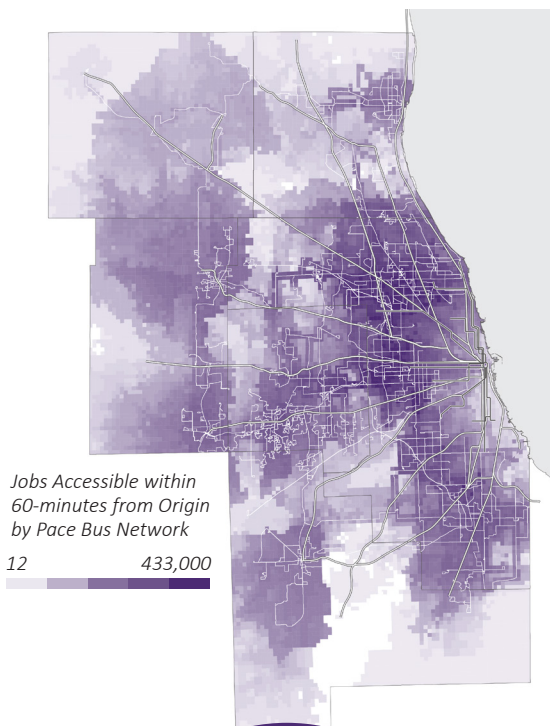 Jobs Accessible within
60-minutes from Origin
by Pace Bus Network
12 433,000